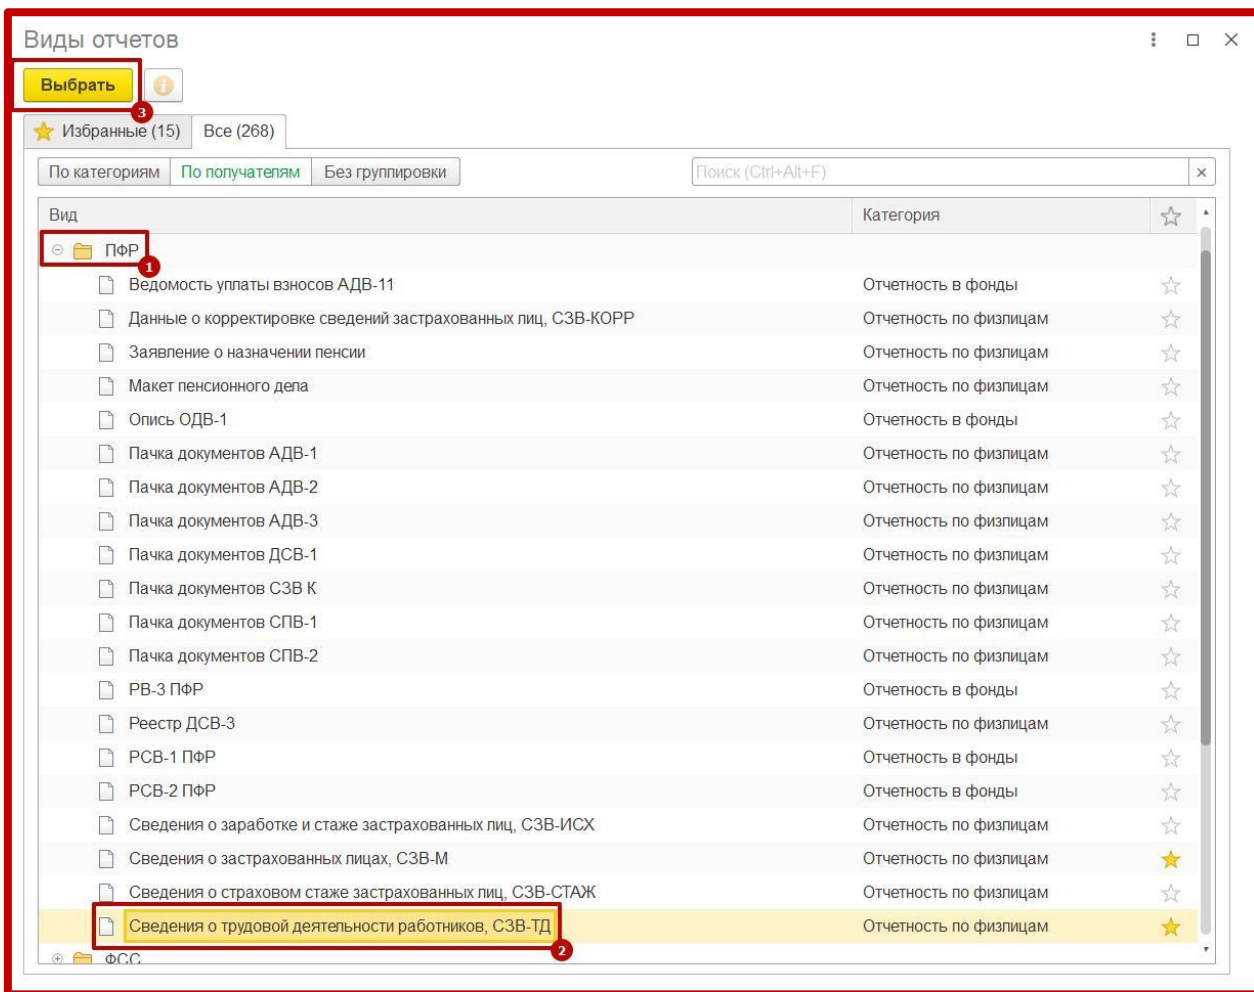 Виды отчетов
Выбрать
3
Избранные (15) Все (268)
По категориям По получателям Без группировки Поиск (Ctrl+Alt+F)
Вид Категория
ПФР
1
Ведомость уплаты взносов АДВ-11 Отчетность в фонды
Данные о корректировке сведений застрахованных лиц, СЗВ-КОРР Отчетность по физлицам
Заявление о назначении пенсии Отчетность по физлицам
Макет пенсионного дела Отчетность по физлицам
Опись ОДВ-1 Отчетность в фонды
Пачка документов АДВ-1 Отчетность по физлицам
Пачка документов АДВ-2 Отчетность по физлицам
Пачка документов АДВ-3 Отчетность по физлицам
Пачка документов ДСВ-1 Отчетность по физлицам
Пачка документов СЗВ К Отчетность по физлицам
Пачка документов СПВ-1 Отчетность по физлицам
Пачка документов СПВ-2 Отчетность по физлицам
РВ-3 ПФР Отчетность в фонды
Реестр ДСВ-3 Отчетность по физлицам
РСВ-1 ПФР Отчетность в фонды
РСВ-2 ПФР Отчетность в фонды
Сведения о заработке и стаже застрахованных лиц, СЗВ-ИСХ Отчетность по физлицам
Сведения о застрахованных лицах, СЗВ-М Отчетность по физлицам
Сведения о страховом стаже застрахованных лиц, СЗВ-СТАЖ Отчетность по физлицам
Сведения о трудовой деятельности работников, СЗВ-ТД Отчетность по физлицам
2
ФСС